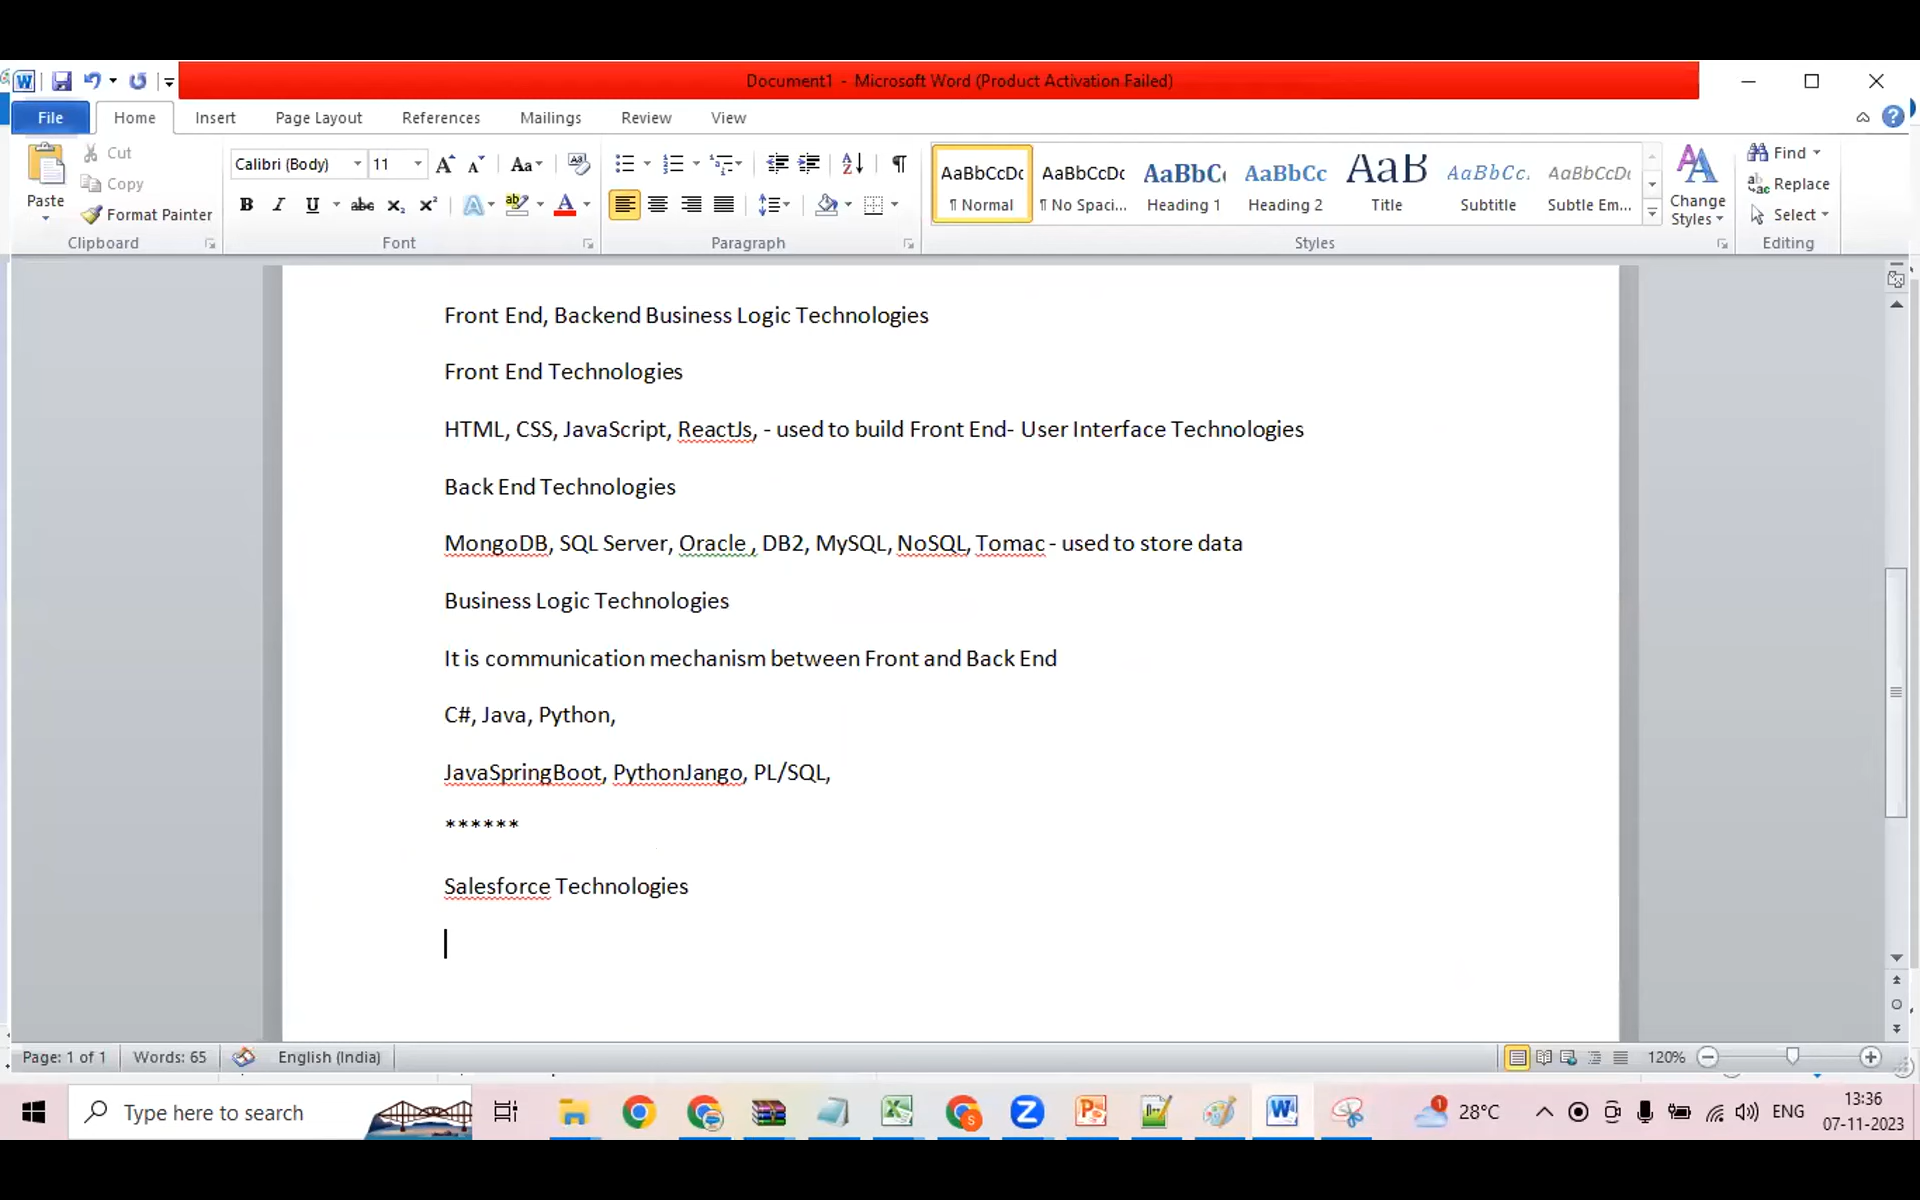 Document1 - Microsoft Word (Product Activation Failed)
File Home Insert Page Layout References Mailings Review View
Paste
Cut
Copy
Format Painter
Clipboard
Calibri (Body) 11
Font
Paragraph
AaBbCcDc AaBbCcDc AaBbCc AaBbCc AaB AaBbCc. AaBbCcDc
¶ Normal ¶ No Spaci... Heading 1 Heading 2 Title Subtitle Subtle Em...
Styles
Change
Styles
Find
Replace
Select
Editing
Front End, Backend Business Logic Technologies
Front End Technologies
HTML, CSS, JavaScript, ReactJs, - used to build Front End- User Interface Technologies
Back End Technologies
MongoDB, SQL Server, Oracle , DB2, MySQL, NoSQL, Tomac - used to store data
Business Logic Technologies
It is communication mechanism between Front and Back End
C#, Java, Python,
JavaSpringBoot, PythonJango, PL/SQL,
******
Salesforce Technologies
Page: 1 of 1 Words: 65 English (India) 120%
Type here to search
28°C ENG
13:36
07-11-2023